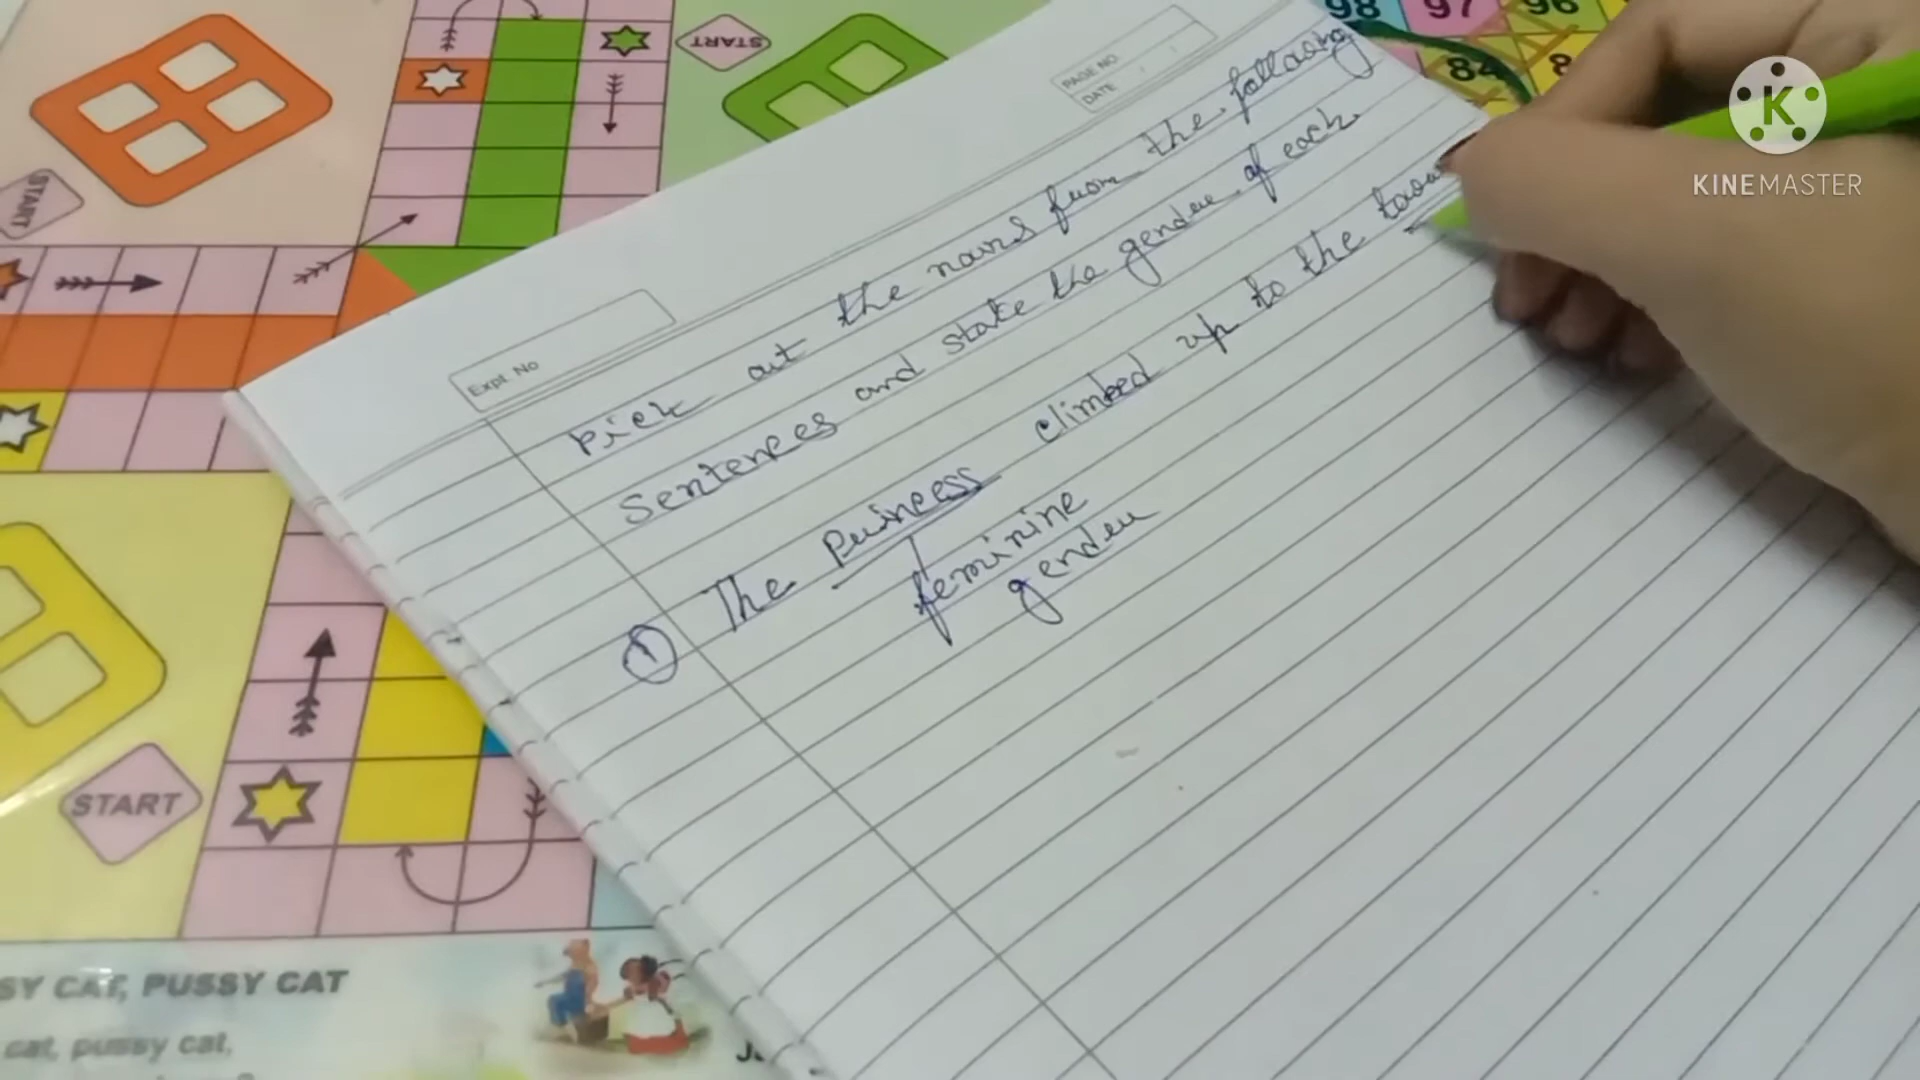 98 97 96
84 8
START
START
START
PAGE NO.
DATE
Expt. No
Pick out the nouns from the following
Sentences and state the gender of each.
① The Princess climbed up to the
feminine
gender
SY CAT, PUSSY CAT
cat, pussy cat,
K
KINEMASTER